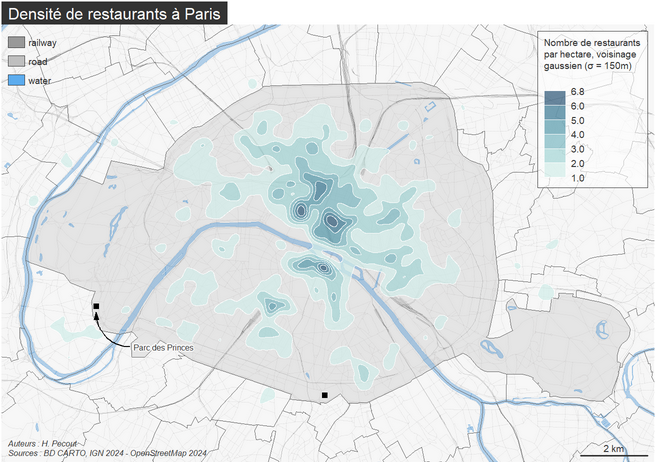 Densité de restaurants à Paris
railway
road
water
Nombre de restaurants
par hectare, voisinage
gaussien (σ = 150m)
6.8
6.0
5.0
4.0
3.0
2.0
1.0
Parc des Princes
Auteurs : H. Pecout
Sources : BD CARTO, IGN 2024 - OpenStreetMap 2024
2 km